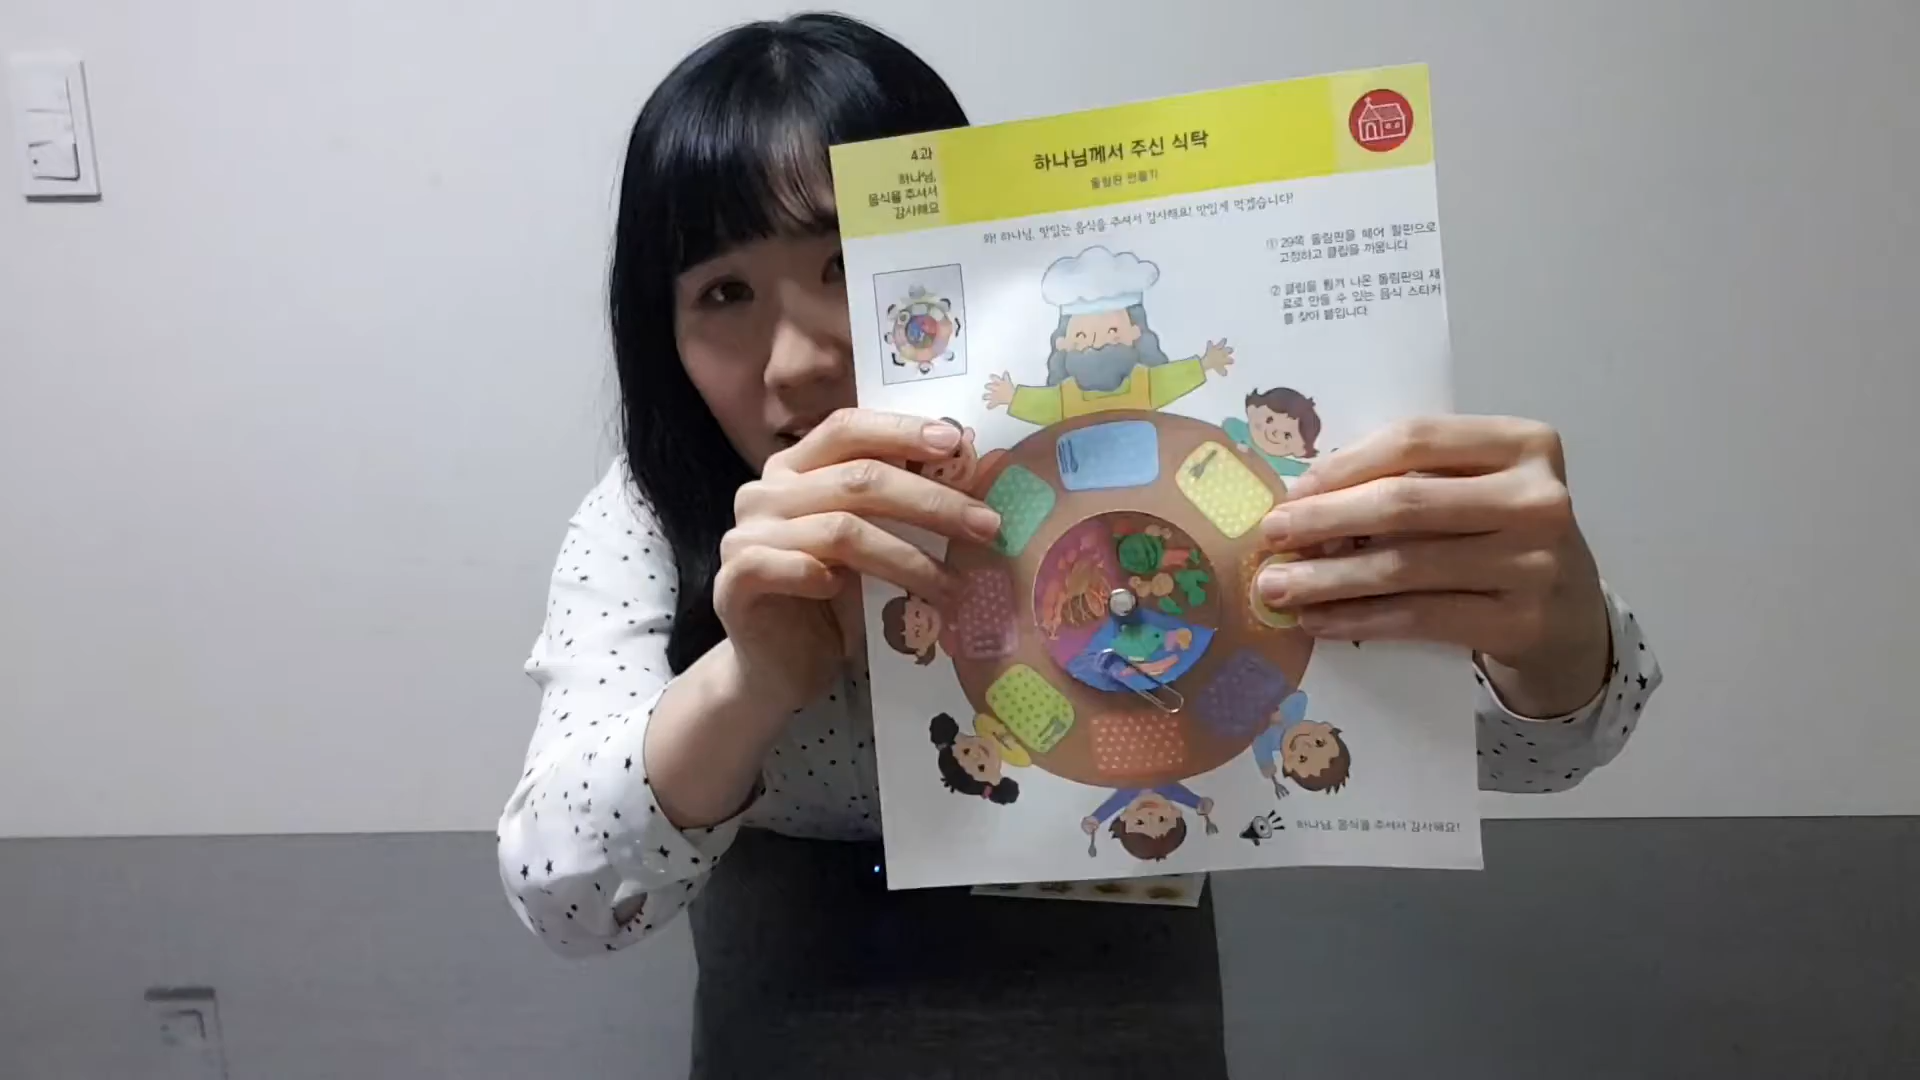 4과
하나님,
음식을 주셔서
감사해요
하나님께서 주신 식탁
돌림판 만들기
와! 하나님, 맛있는 음식을 주셔서 감사해요! 맛있게 먹겠습니다!
① 29쪽 돌림판을 떼어 할핀으로
고정하고 클립을 끼웁니다.
② 클립을 튕겨 나온 돌림판의 재
료로 만들 수 있는 음식 스티커
를 찾아 붙입니다.
하나님, 음식을 주셔서 감사해요!